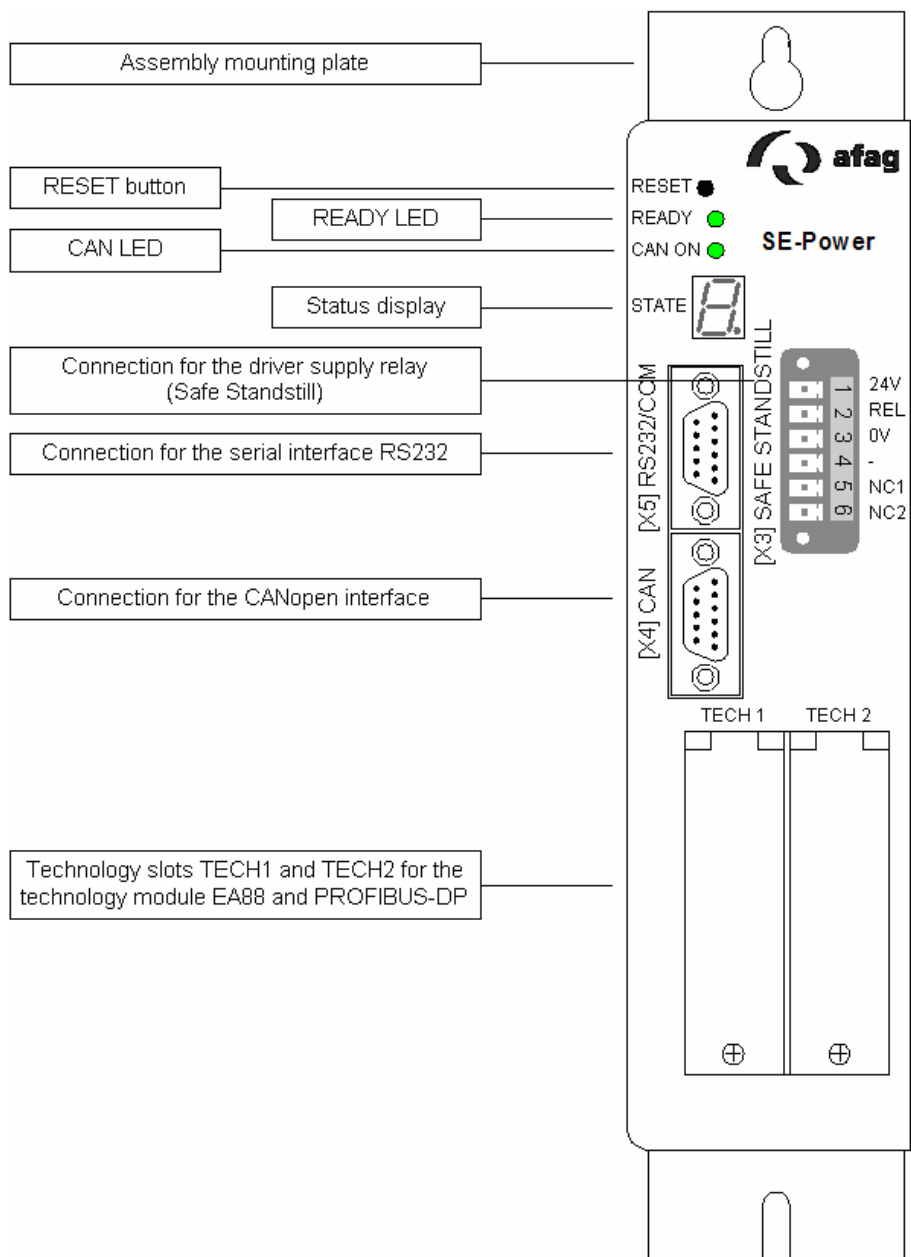 Assembly mounting plate
afag
RESET button
RESET
READY LED
READY
CAN LED
CAN ON
SE-Power
Status display
STATE
Connection for the driver supply relay
(Safe Standstill)
[X5] RS232/COM
[X3] SAFE STANDSTILL
1 24V
2 REL
3 0V
4 -
5 NC1
6 NC2
Connection for the serial interface RS232
Connection for the CANopen interface
[X4] CAN
TECH 1 TECH 2
Technology slots TECH1 and TECH2 for the
technology module EA88 and PROFIBUS-DP